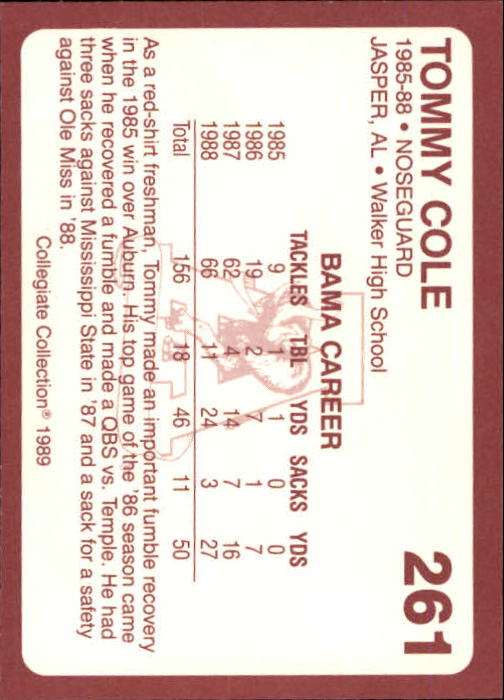 TOMMY COLE 261
1985-88 • NOSEGUARD
JASPER, AL • Walker High School
BAMA CAREER
TACKLES TBL YDS SACKS YDS
1985 9 1 1 0 0
1986 19 2 7 1 7
1987 62 4 14 7 16
1988 66 11 24 3 27
Total 156 18 46 11 50
As a red-shirt freshman, Tommy made an important fumble recovery
in the 1985 win over Auburn. His top game of the '86 season came
when he recovered a fumble and made a QBS vs. Temple. He had
three sacks against Mississippi State in '87 and a sack for a safety
against Ole Miss in '88.
Collegiate Collection® 1989